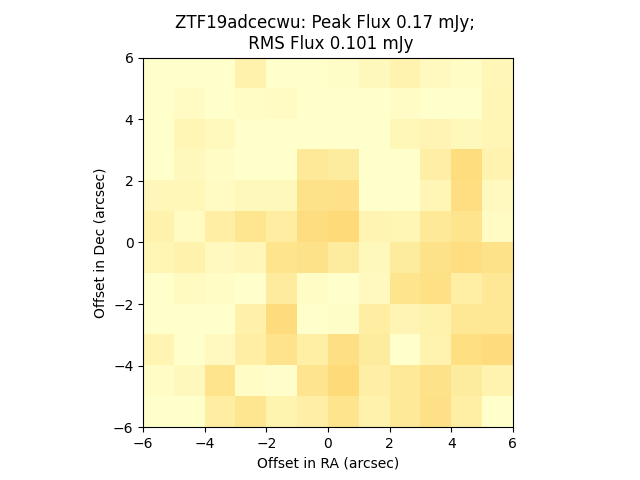 ZTF19adcecwu: Peak Flux 0.17 mJy;
RMS Flux 0.101 mJy
6
4
2
0
−2
−4
−6
Offset in Dec (arcsec)
−6 −4 −2 0 2 4 6
Offset in RA (arcsec)